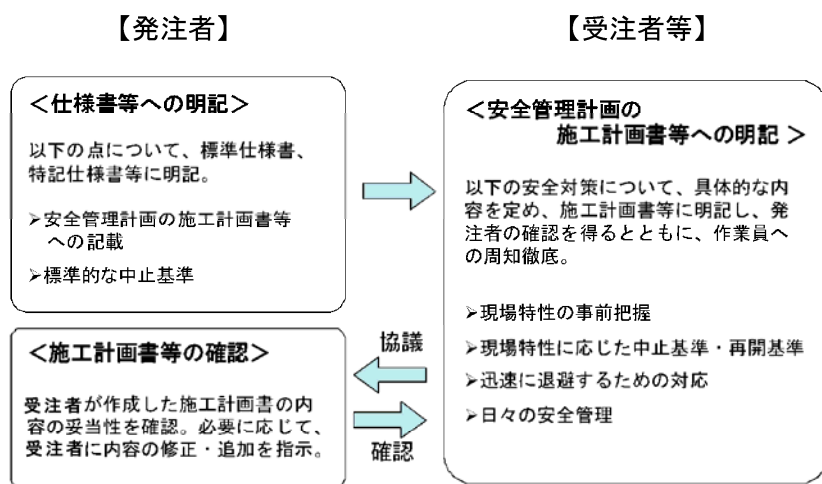 【発注者】
＜仕様書等への明記＞
以下の点について、標準仕様書、
特記仕様書等に明記。
➢安全管理計画の施工計画書等
への記載
➢標準的な中止基準
＜施工計画書等の確認＞
受注者が作成した施工計画書の内
容の妥当性を確認。必要に応じて、
受注者に内容の修正・追加を指示。
協議
確認
【受注者等】
＜安全管理計画の
施工計画書等への明記 ＞
以下の安全対策について、具体的な内
容を定め、施工計画書等に明記し、発
注者の確認を得るとともに、作業員へ
の周知徹底。
➢現場特性の事前把握
➢現場特性に応じた中止基準・再開基準
➢迅速に退避するための対応
➢日々の安全管理